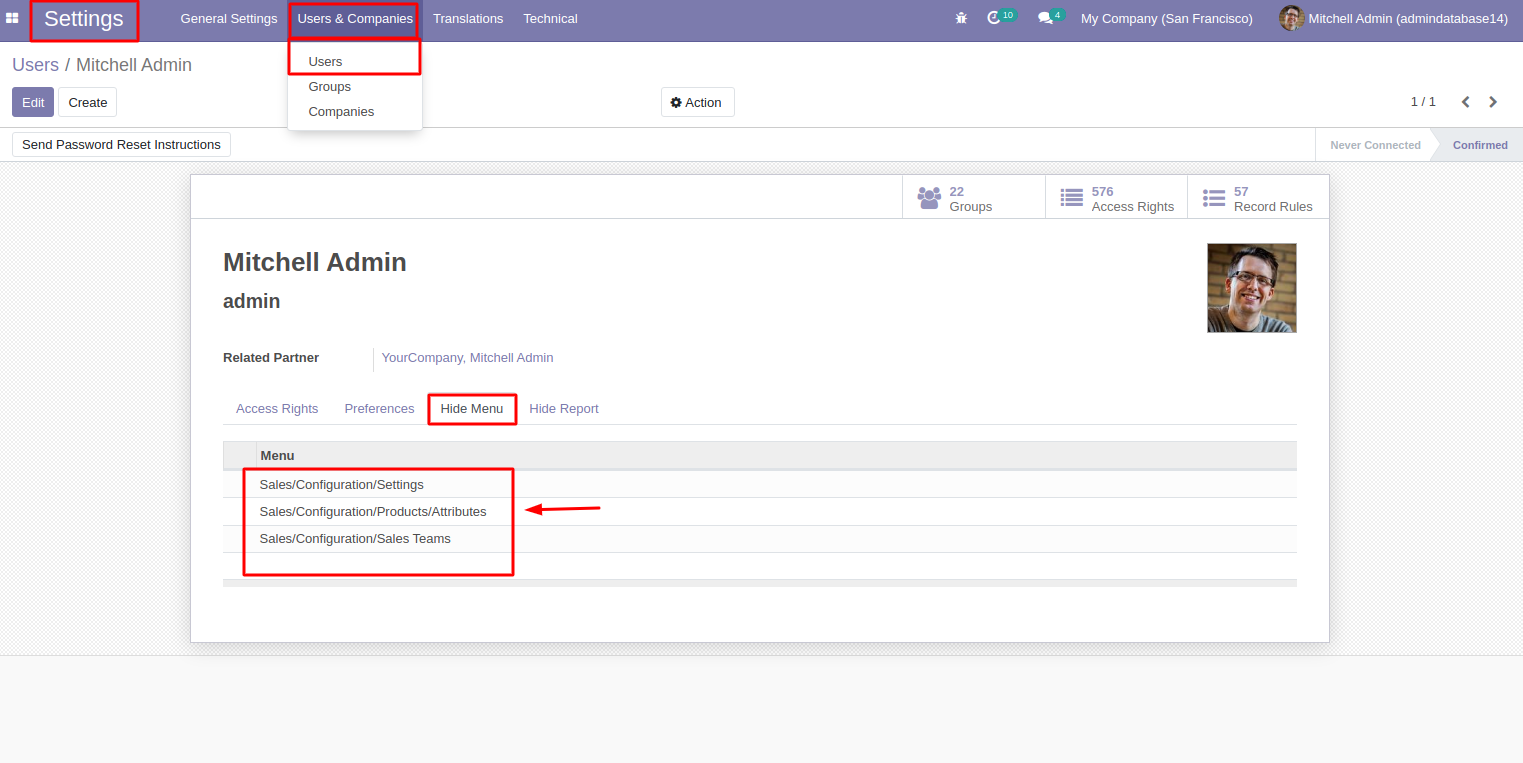 Settings General Settings Users & Companies Translations Technical 10 4 My Company (San Francisco) Mitchell Admin (admindatabase14)
Users / Mitchell Admin
Users
Groups
Companies
Edit Create Action 1 / 1
Send Password Reset Instructions Never Connected Confirmed
22
Groups
576
Access Rights
57
Record Rules
Mitchell Admin
admin
Related Partner YourCompany, Mitchell Admin
Access Rights Preferences Hide Menu Hide Report
Menu
Sales/Configuration/Settings
Sales/Configuration/Products/Attributes
Sales/Configuration/Sales Teams